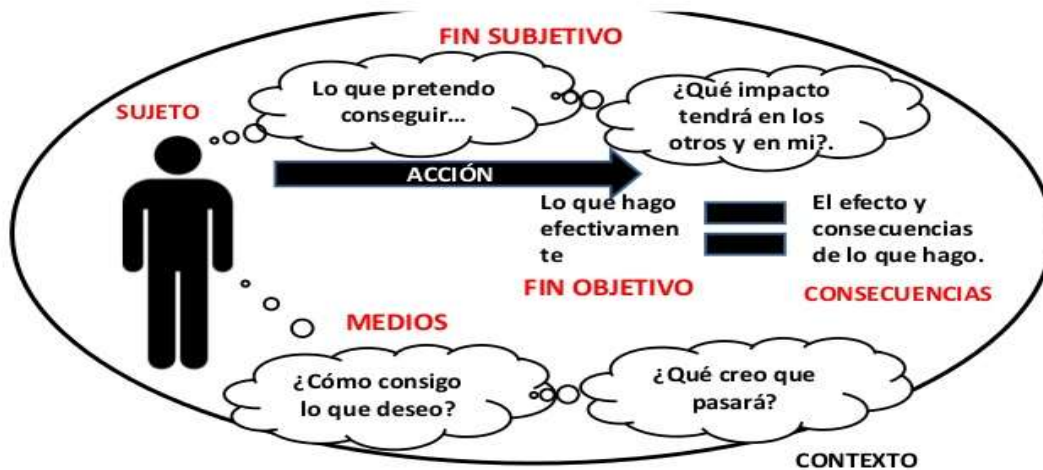 FIN SUBJETIVO
Lo que pretendo
conseguir...
¿Qué impacto
tendrá en los
otros y en mi?.
SUJETO
ACCIÓN
Lo que hago
efectivamen
te
El efecto y
consecuencias
de lo que hago.
FIN OBJETIVO
CONSECUENCIAS
MEDIOS
¿Cómo consigo
lo que deseo?
¿Qué creo que
pasará?
CONTEXTO